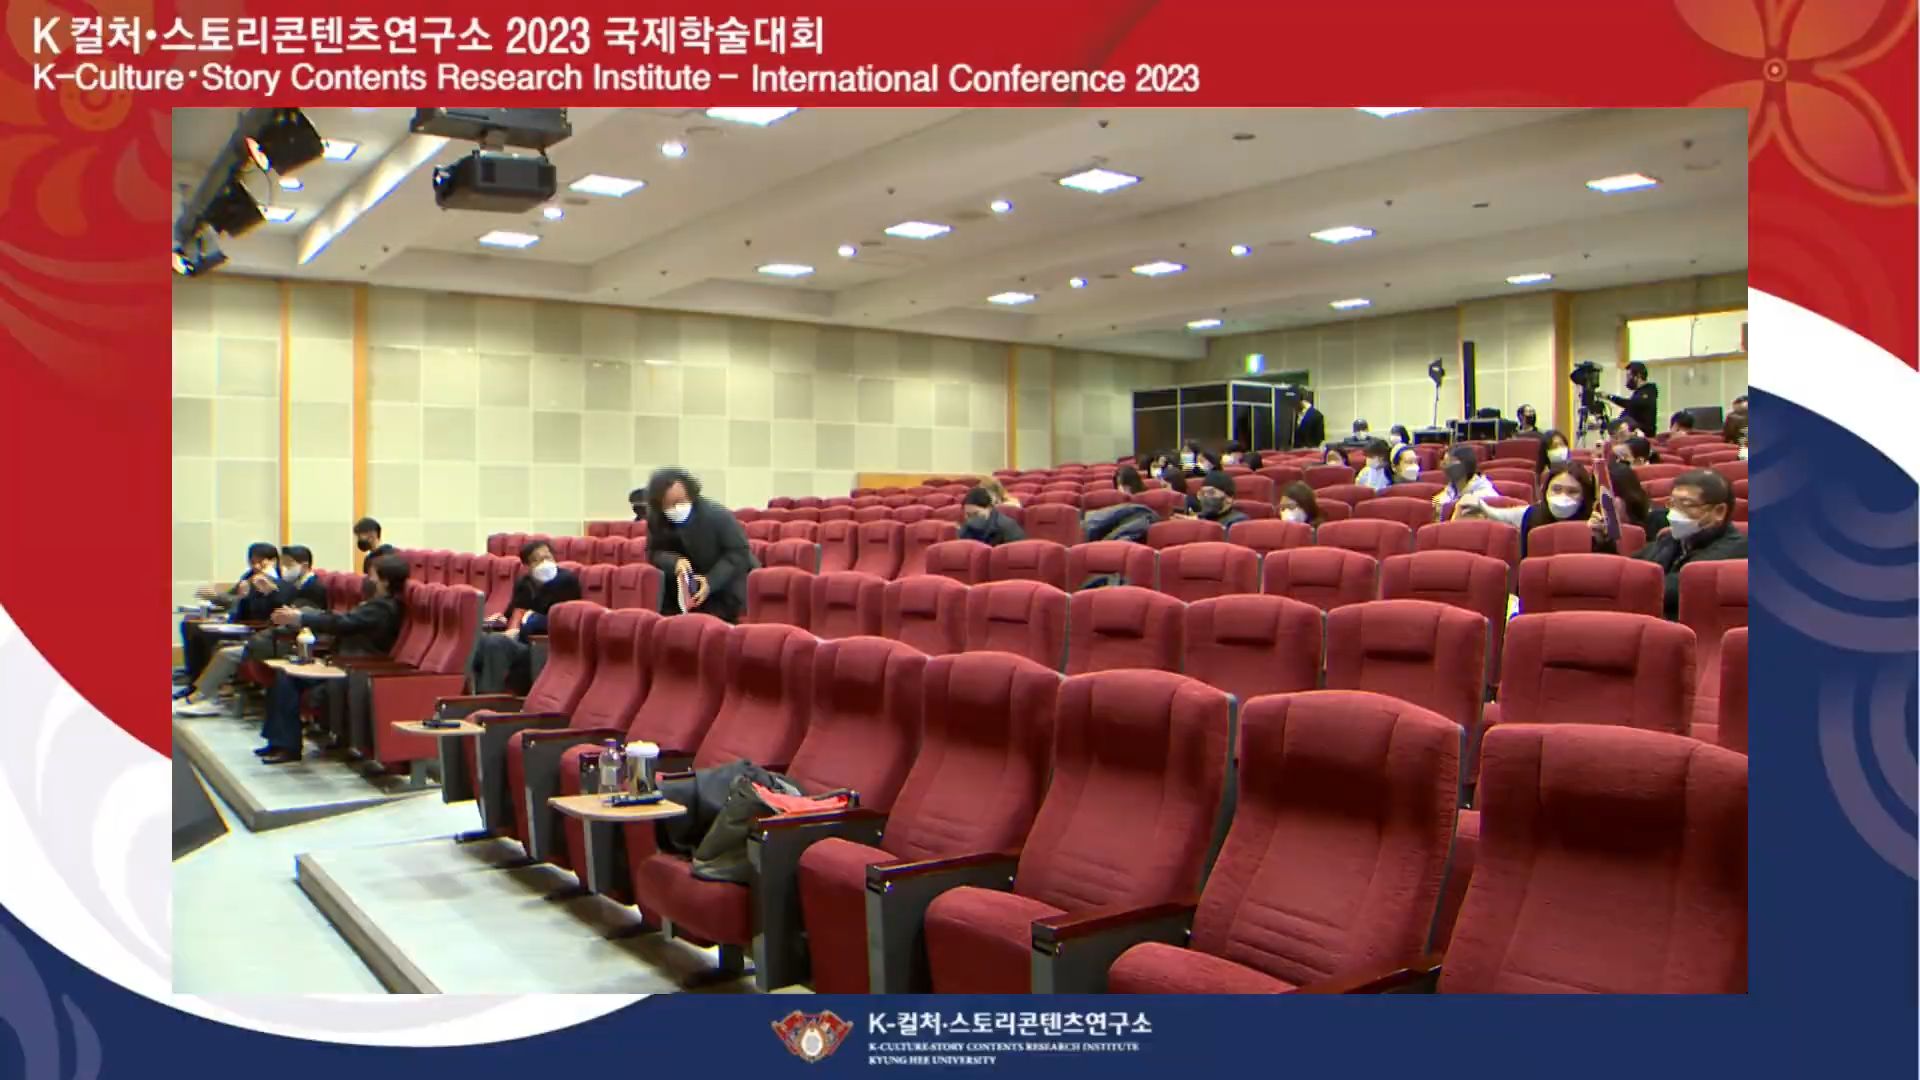 K 컬처•스토리콘텐츠연구소 2023 국제학술대회
K-Culture•Story Contents Research Institute - International Conference 2023
K-컬처·스토리콘텐츠연구소
K-CULTURE·STORY CONTENTS RESEARCH INSTITUTE
KYUNG HEE UNIVERSITY